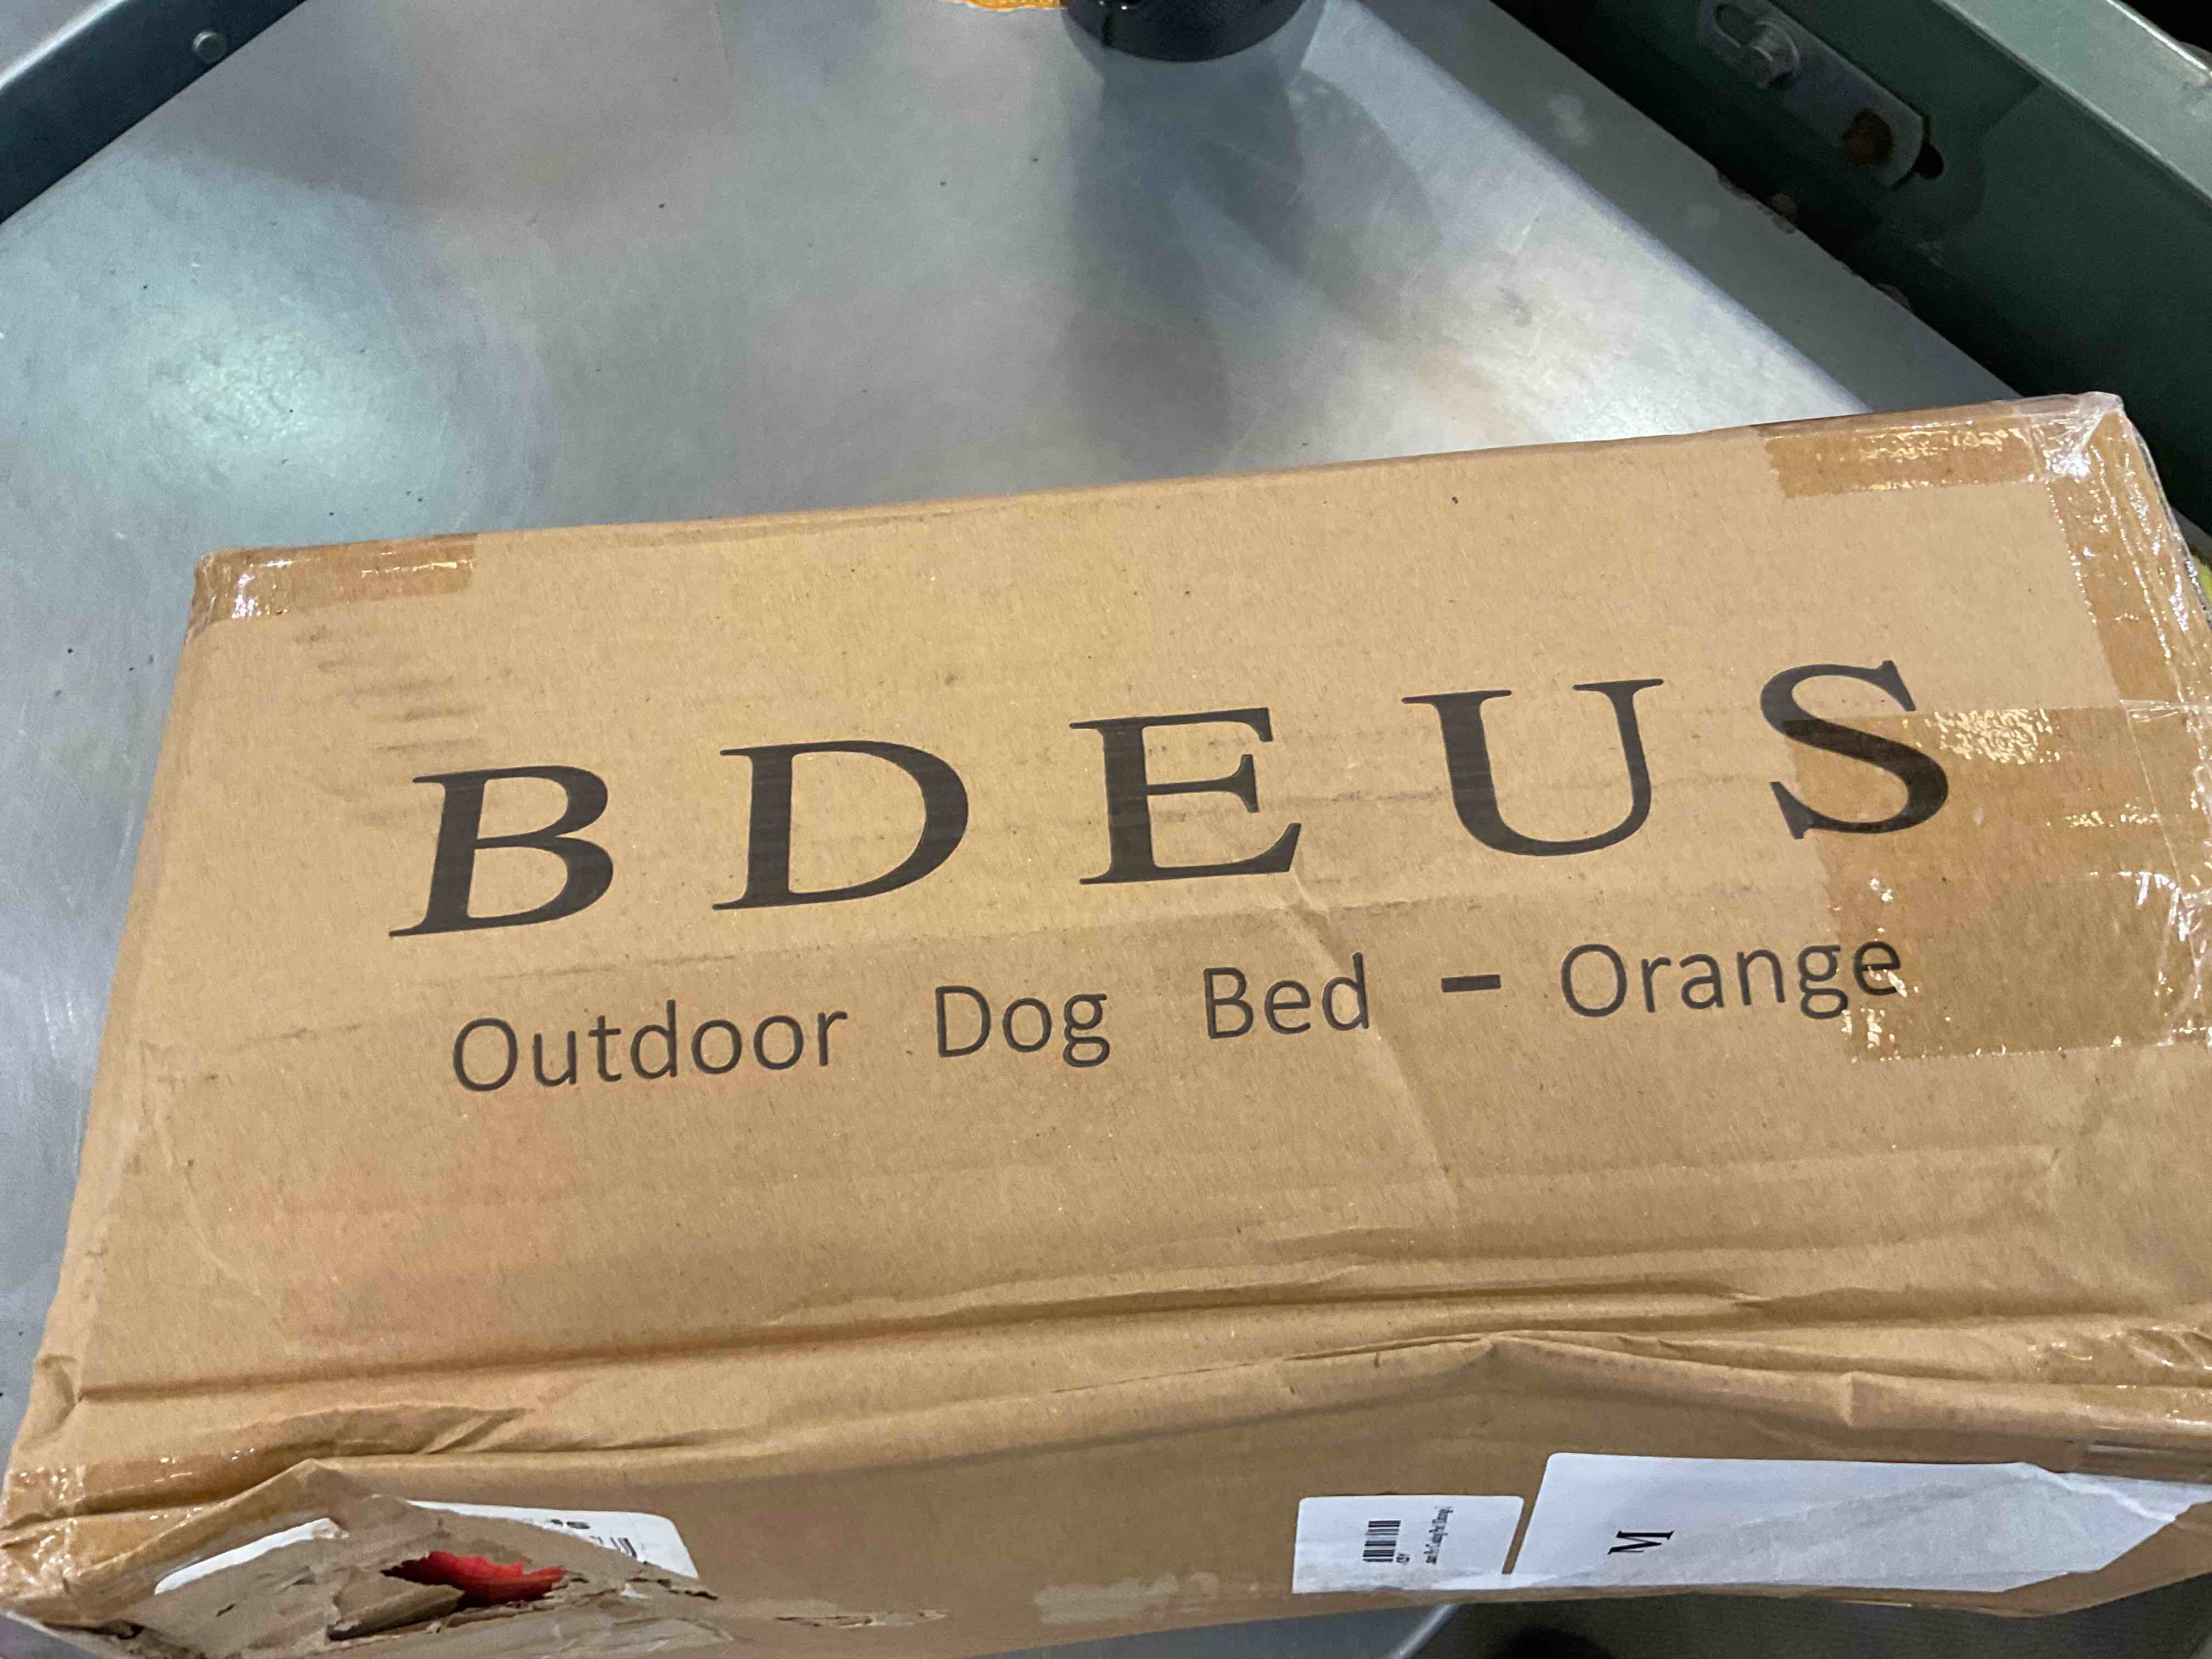 BDEUS
Outdoor Dog Bed - Orange
M